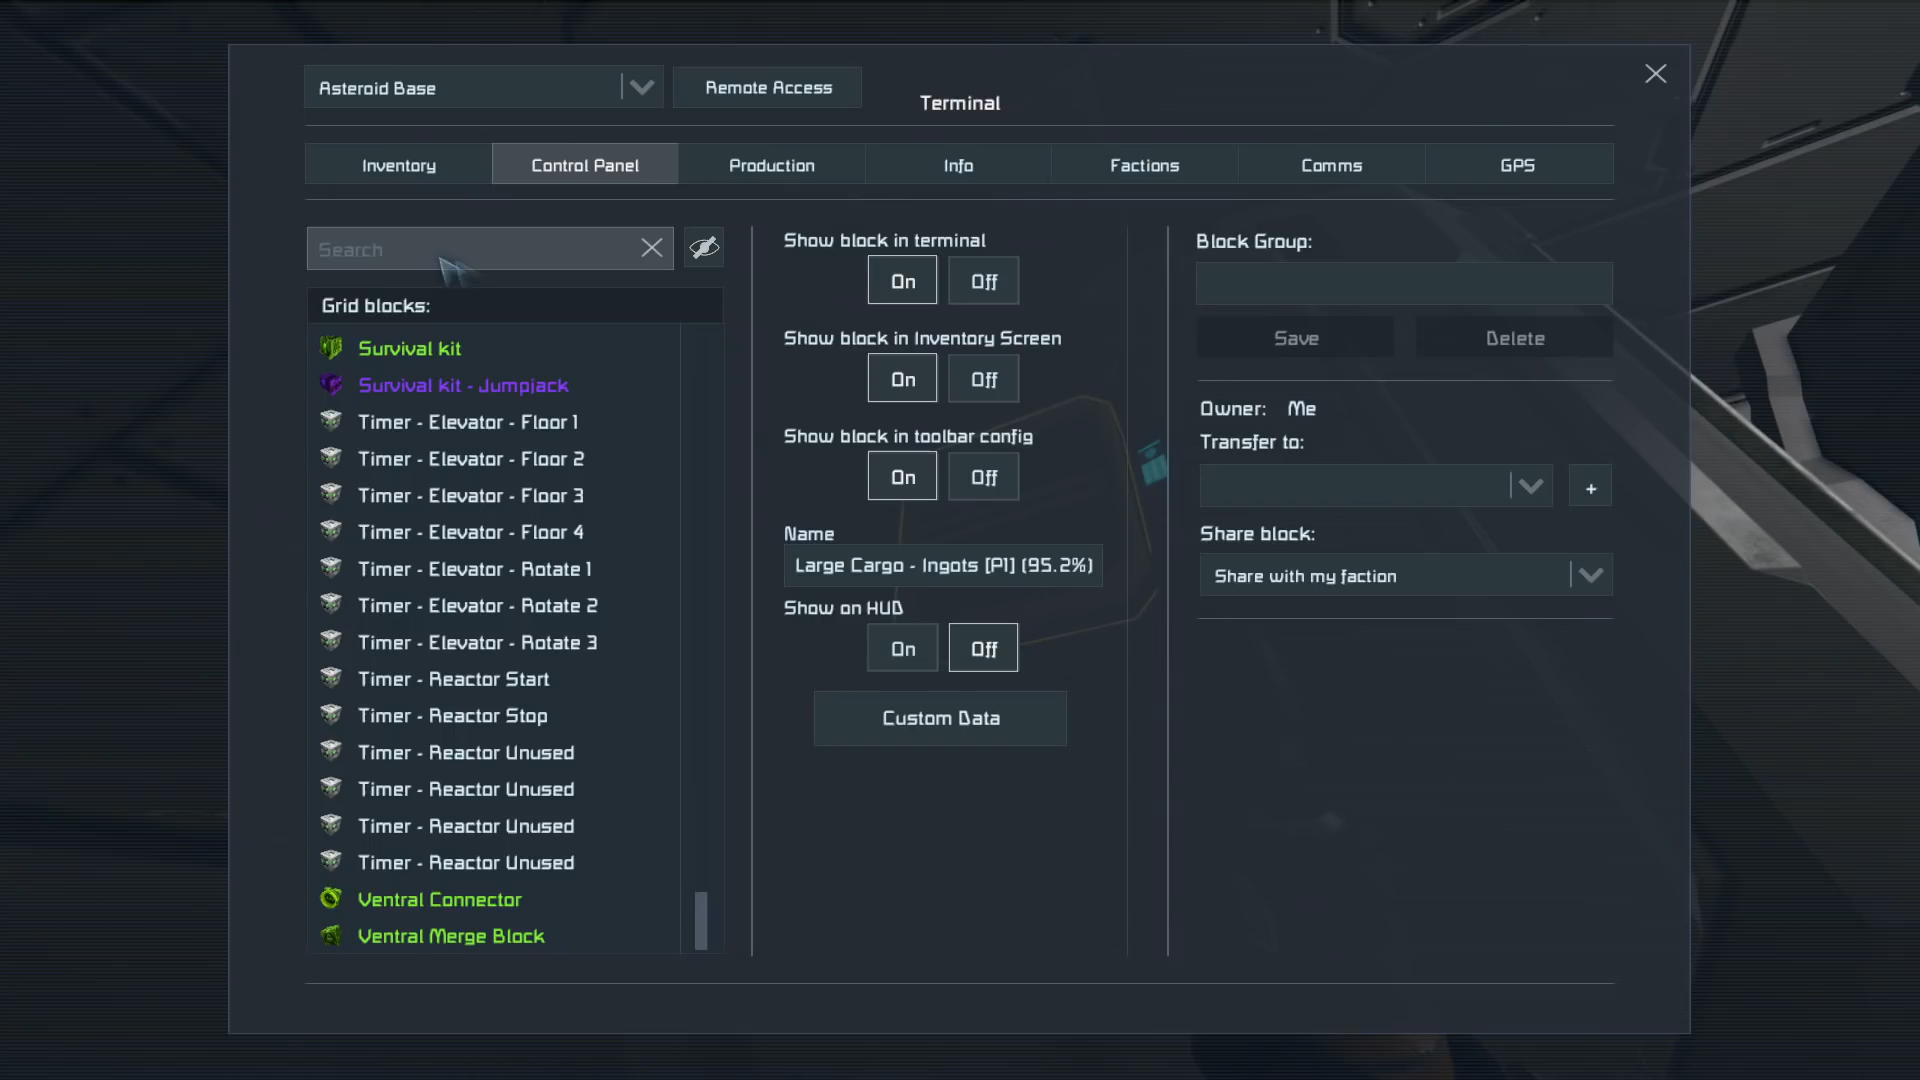 Asteroid Base
Remote Access
Terminal
Inventory
Control Panel
Production
Info
Factions
Comms
GPS
Search
Grid blocks:
Survival kit
Survival kit - Jumpjack
Timer - Elevator - Floor 1
Timer - Elevator - Floor 2
Timer - Elevator - Floor 3
Timer - Elevator - Floor 4
Timer - Elevator - Rotate 1
Timer - Elevator - Rotate 2
Timer - Elevator - Rotate 3
Timer - Reactor Start
Timer - Reactor Stop
Timer - Reactor Unused
Timer - Reactor Unused
Timer - Reactor Unused
Timer - Reactor Unused
Ventral Connector
Ventral Merge Block
Show block in terminal
On Off
Show block in Inventory Screen
On Off
Show block in toolbar config
On Off
Name
Large Cargo - Ingots [P1] (95.2%)
Show on HUD
On Off
Custom Data
Block Group:
Save Delete
Owner: Me
Transfer to:
+
Share block:
Share with my faction